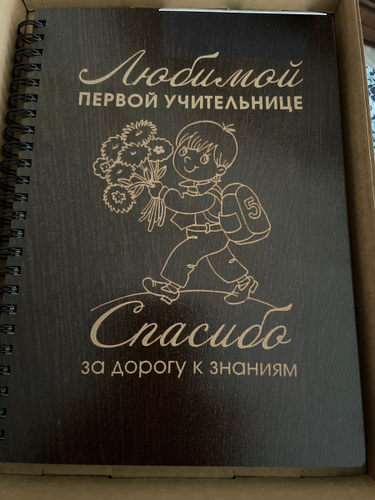 Любимой
ПЕРВОЙ УЧИТЕЛЬНИЦЕ
5
Спасибо
ЗА ДОРОГУ К ЗНАНИЯМ